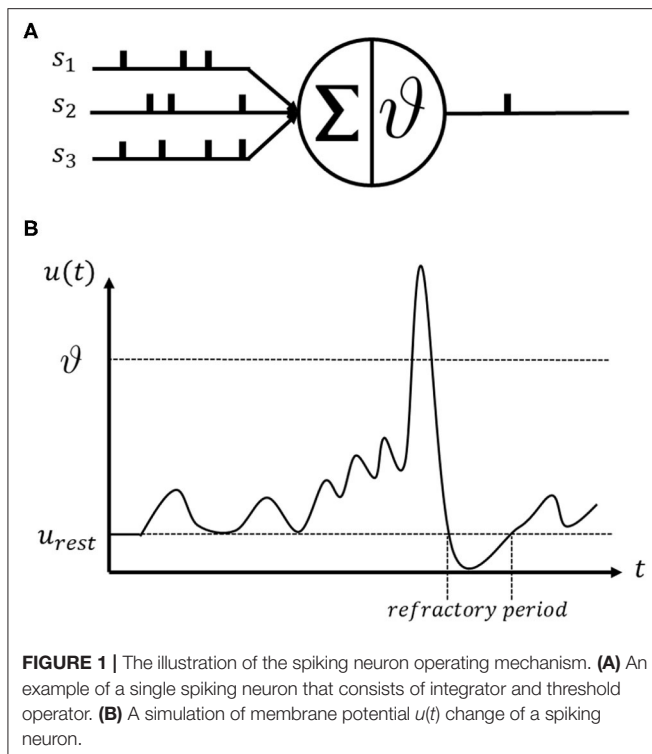 A
s₁
s₂
s₃
Σ
ϑ
B
u(t)
ϑ
u_rest
t
refractory period
FIGURE 1 | The illustration of the spiking neuron operating mechanism. (A) An
example of a single spiking neuron that consists of integrator and threshold
operator. (B) A simulation of membrane potential u(t) change of a spiking
neuron.